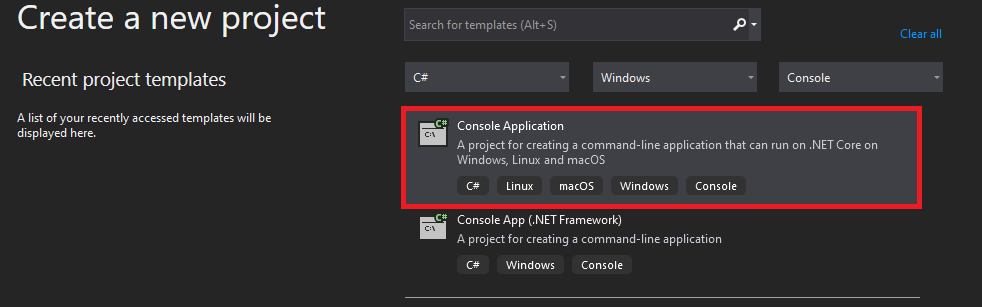 Create a new project
Search for templates (Alt+S)
Clear all
Recent project templates
A list of your recently accessed templates will be
displayed here.
C#
Windows
Console
C#
C:\
Console Application
A project for creating a command-line application that can run on .NET Core on
Windows, Linux and macOS
C#
Linux
macOS
Windows
Console
C#
C:\
Console App (.NET Framework)
A project for creating a command-line application
C#
Windows
Console